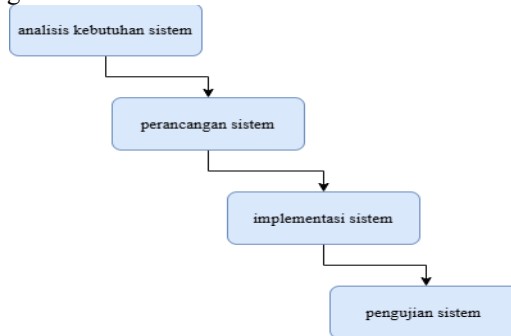 analisis kebutuhan sistem
perancangan sistem
implementasi sistem
pengujian sistem